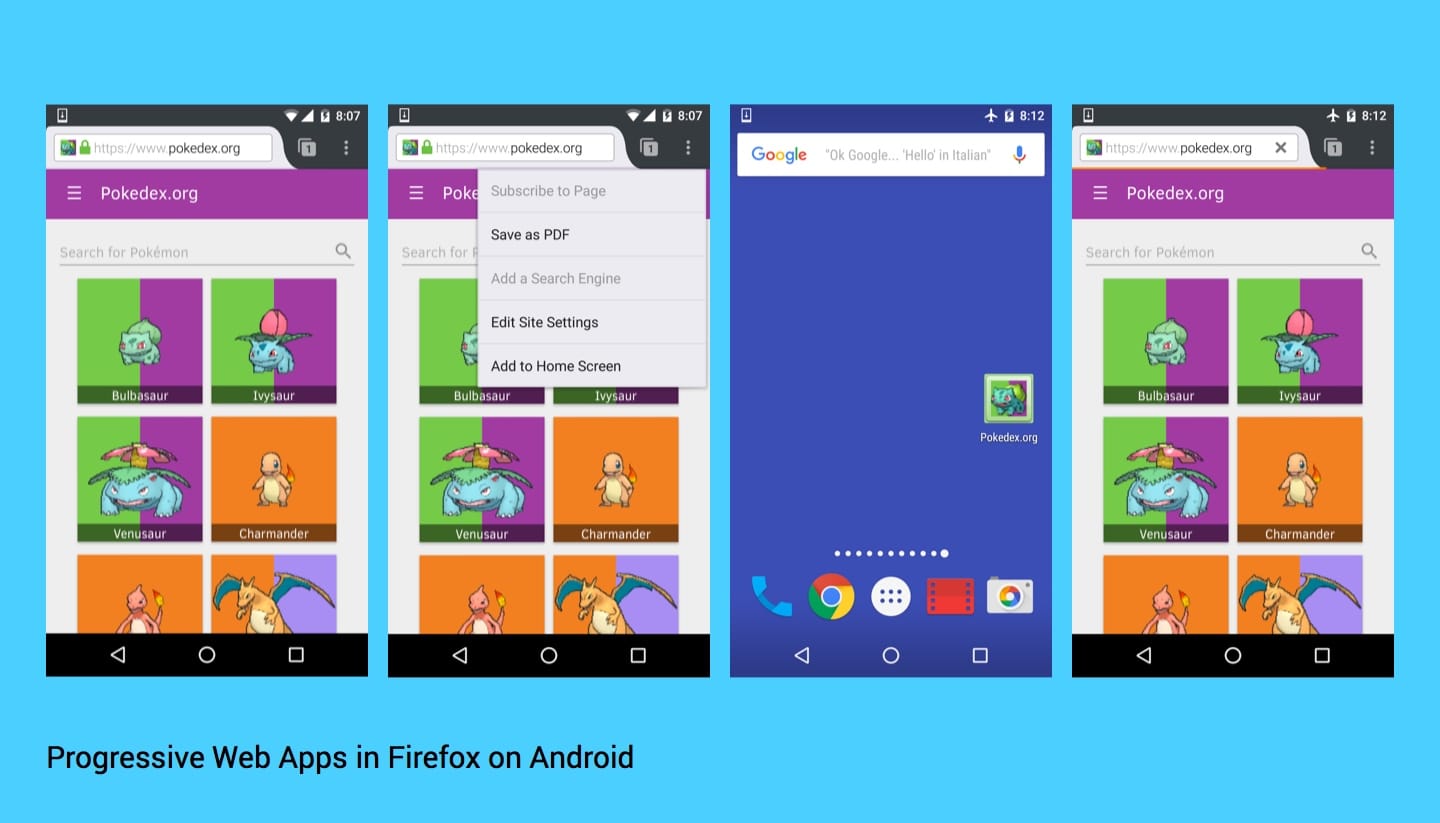 8:07
1
https://www.pokedex.org
Pokedex.org
Search for Pokémon
Bulbasaur
Ivysaur
Venusaur
Charmander
8:07
1
https://www.pokedex.org
Poke
Subscribe to Page
Save as PDF
Search for P
Add a Search Engine
Edit Site Settings
Add to Home Screen
Bulbasaur
Ivysaur
Venusaur
Charmander
8:12
Google "Ok Google... 'Hello' in Italian"
Pokedex.org
8:12
1
https://www.pokedex.org
Pokedex.org
Search for Pokémon
Bulbasaur
Ivysaur
Venusaur
Charmander
Progressive Web Apps in Firefox on Android